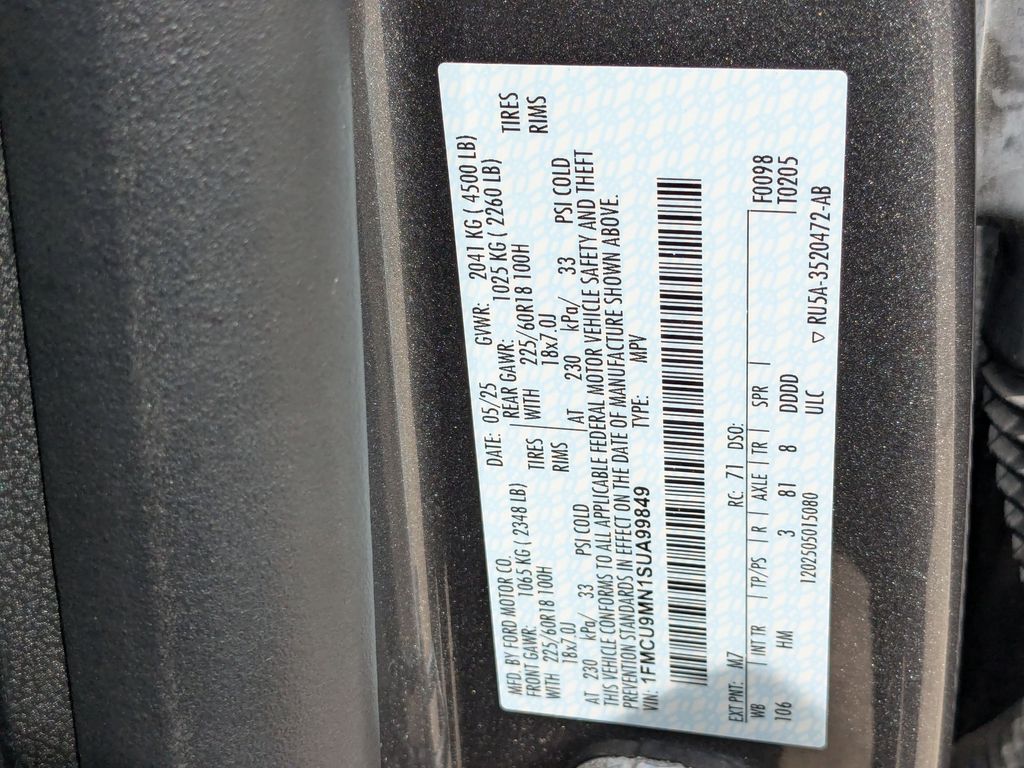 MFD. BY FORD MOTOR CO.
DATE: 05/25 GVWR: 2041 KG ( 4500 LB)
FRONT GAWR: 1065 KG ( 2348 LB) REAR GAWR: 1025 KG ( 2260 LB)
WITH 225/60R18 100H TIRES WITH 225/60R18 100H TIRES
18x7.0J RIMS 18x7.0J RIMS
AT 230 kPa/ 33 PSI COLD AT 230 kPa/ 33 PSI COLD
THIS VEHICLE CONFORMS TO ALL APPLICABLE FEDERAL MOTOR VEHICLE SAFETY AND THEFT
PREVENTION STANDARDS IN EFFECT ON THE DATE OF MANUFACTURE SHOWN ABOVE.
VIN: 1FMCU9MN1SUA99849 TYPE: MPV
EXT PNT: M7 RC: 71 DSO:
WB INT TR TP/PS R AXLE TR SPR F0098
106 HM 3 81 8 DDDD T0205
1202505015080 ULC ▽ RU5A-3520472-AB